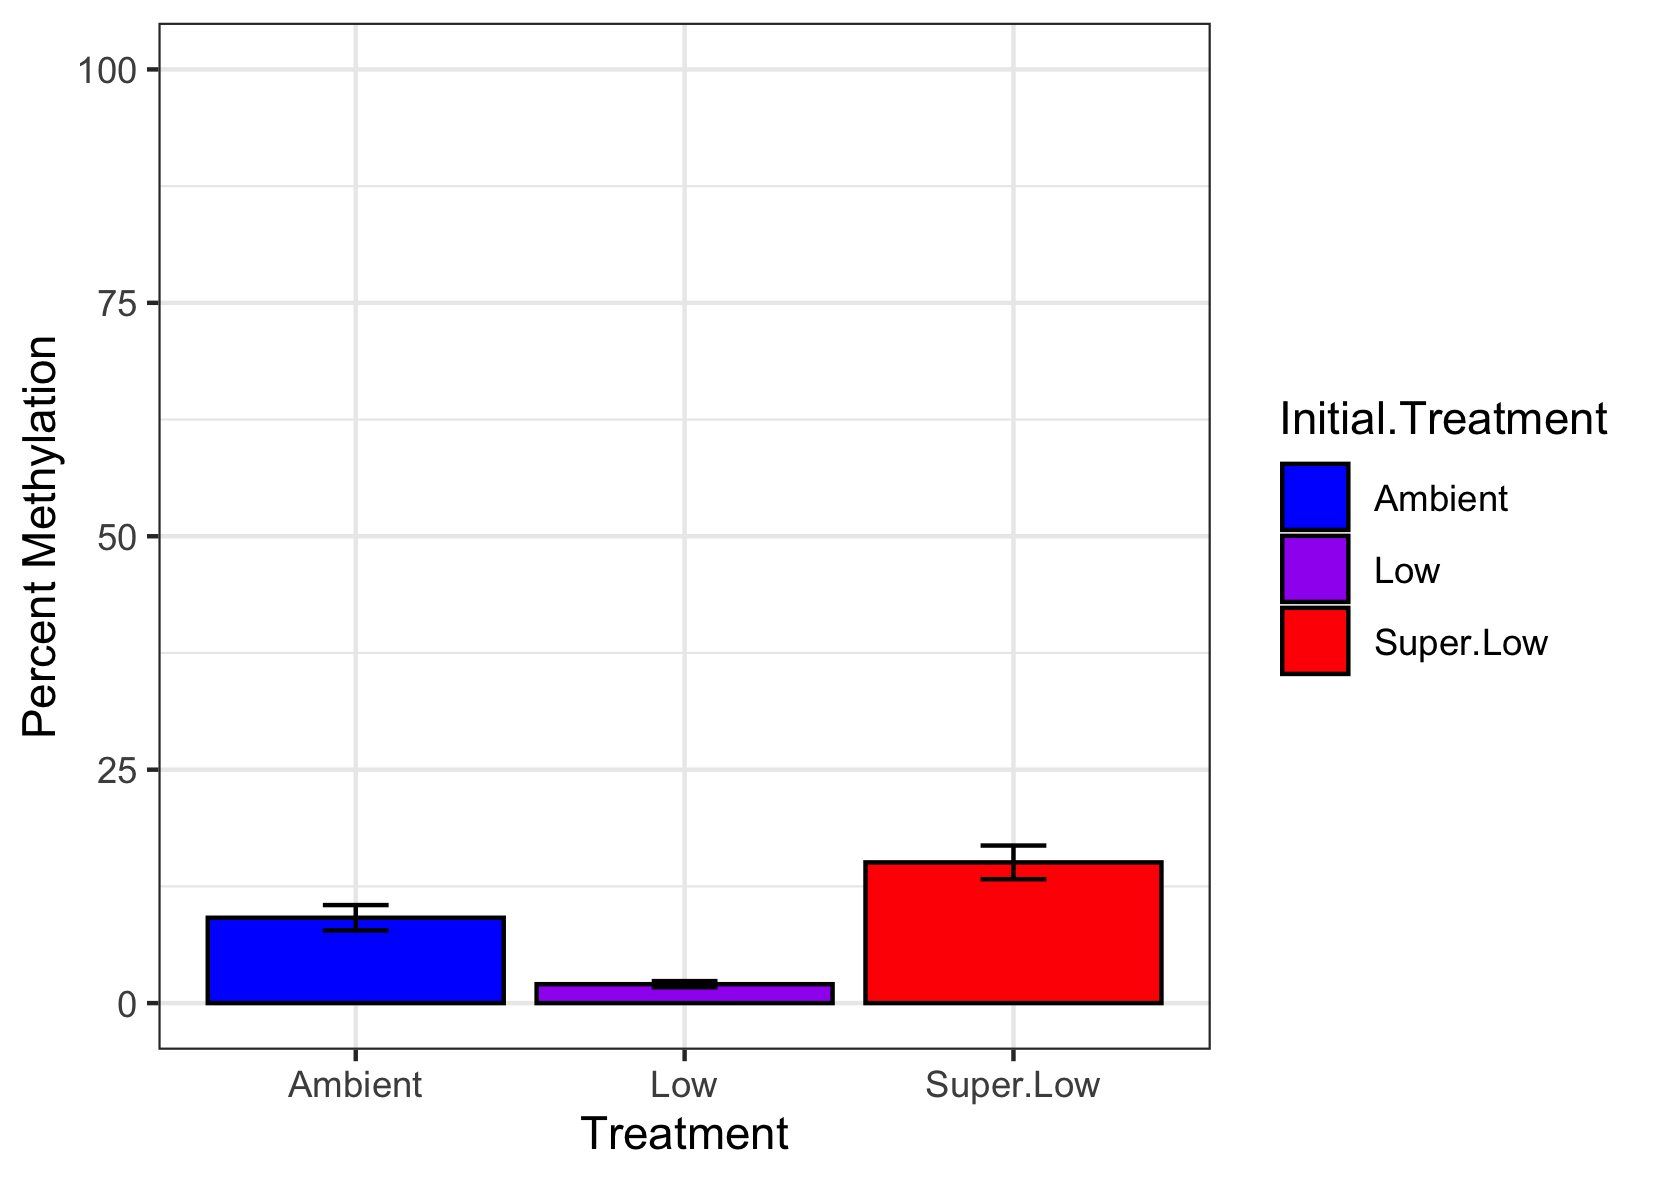 Percent Methylation
100
75
50
25
0
Ambient
Low
Super.Low
Treatment
Initial.Treatment
Ambient
Low
Super.Low